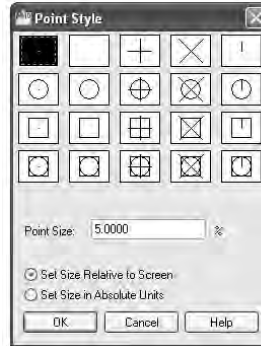 Point Style
Point Size: 5.0000 %
Set Size Relative to Screen
Set Size in Absolute Units
OK Cancel Help